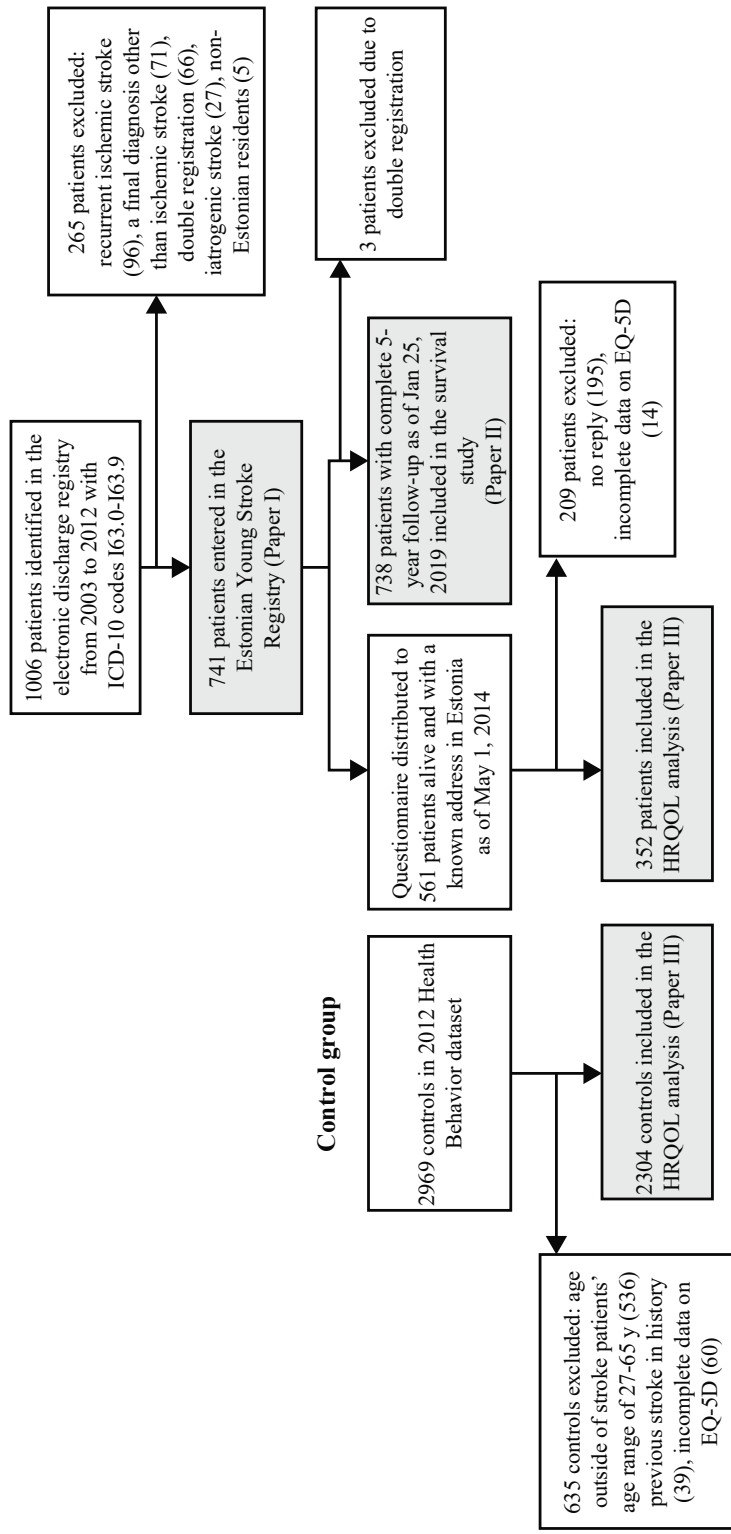 1006 patients identified in the
electronic discharge registry
from 2003 to 2012 with
ICD-10 codes I63.0-I63.9
265 patients excluded:
recurrent ischemic stroke
(96), a final diagnosis other
than ischemic stroke (71),
double registration (66),
iatrogenic stroke (27), non-
Estonian residents (5)
741 patients entered in the
Estonian Young Stroke
Registry (Paper I)
3 patients excluded due to
double registration
Control group
2969 controls in 2012 Health
Behavior dataset
Questionnaire distributed to
561 patients alive and with a
known address in Estonia
as of May 1, 2014
738 patients with complete 5-
year follow-up as of Jan 25,
2019 included in the survival
study
(Paper II)
635 controls excluded: age
outside of stroke patients’
age range of 27-65 y (536)
previous stroke in history
(39), incomplete data on
EQ-5D (60)
209 patients excluded:
no reply (195),
incomplete data on EQ-5D
(14)
2304 controls included in the
HRQOL analysis (Paper III)
352 patients included in the
HRQOL analysis (Paper III)